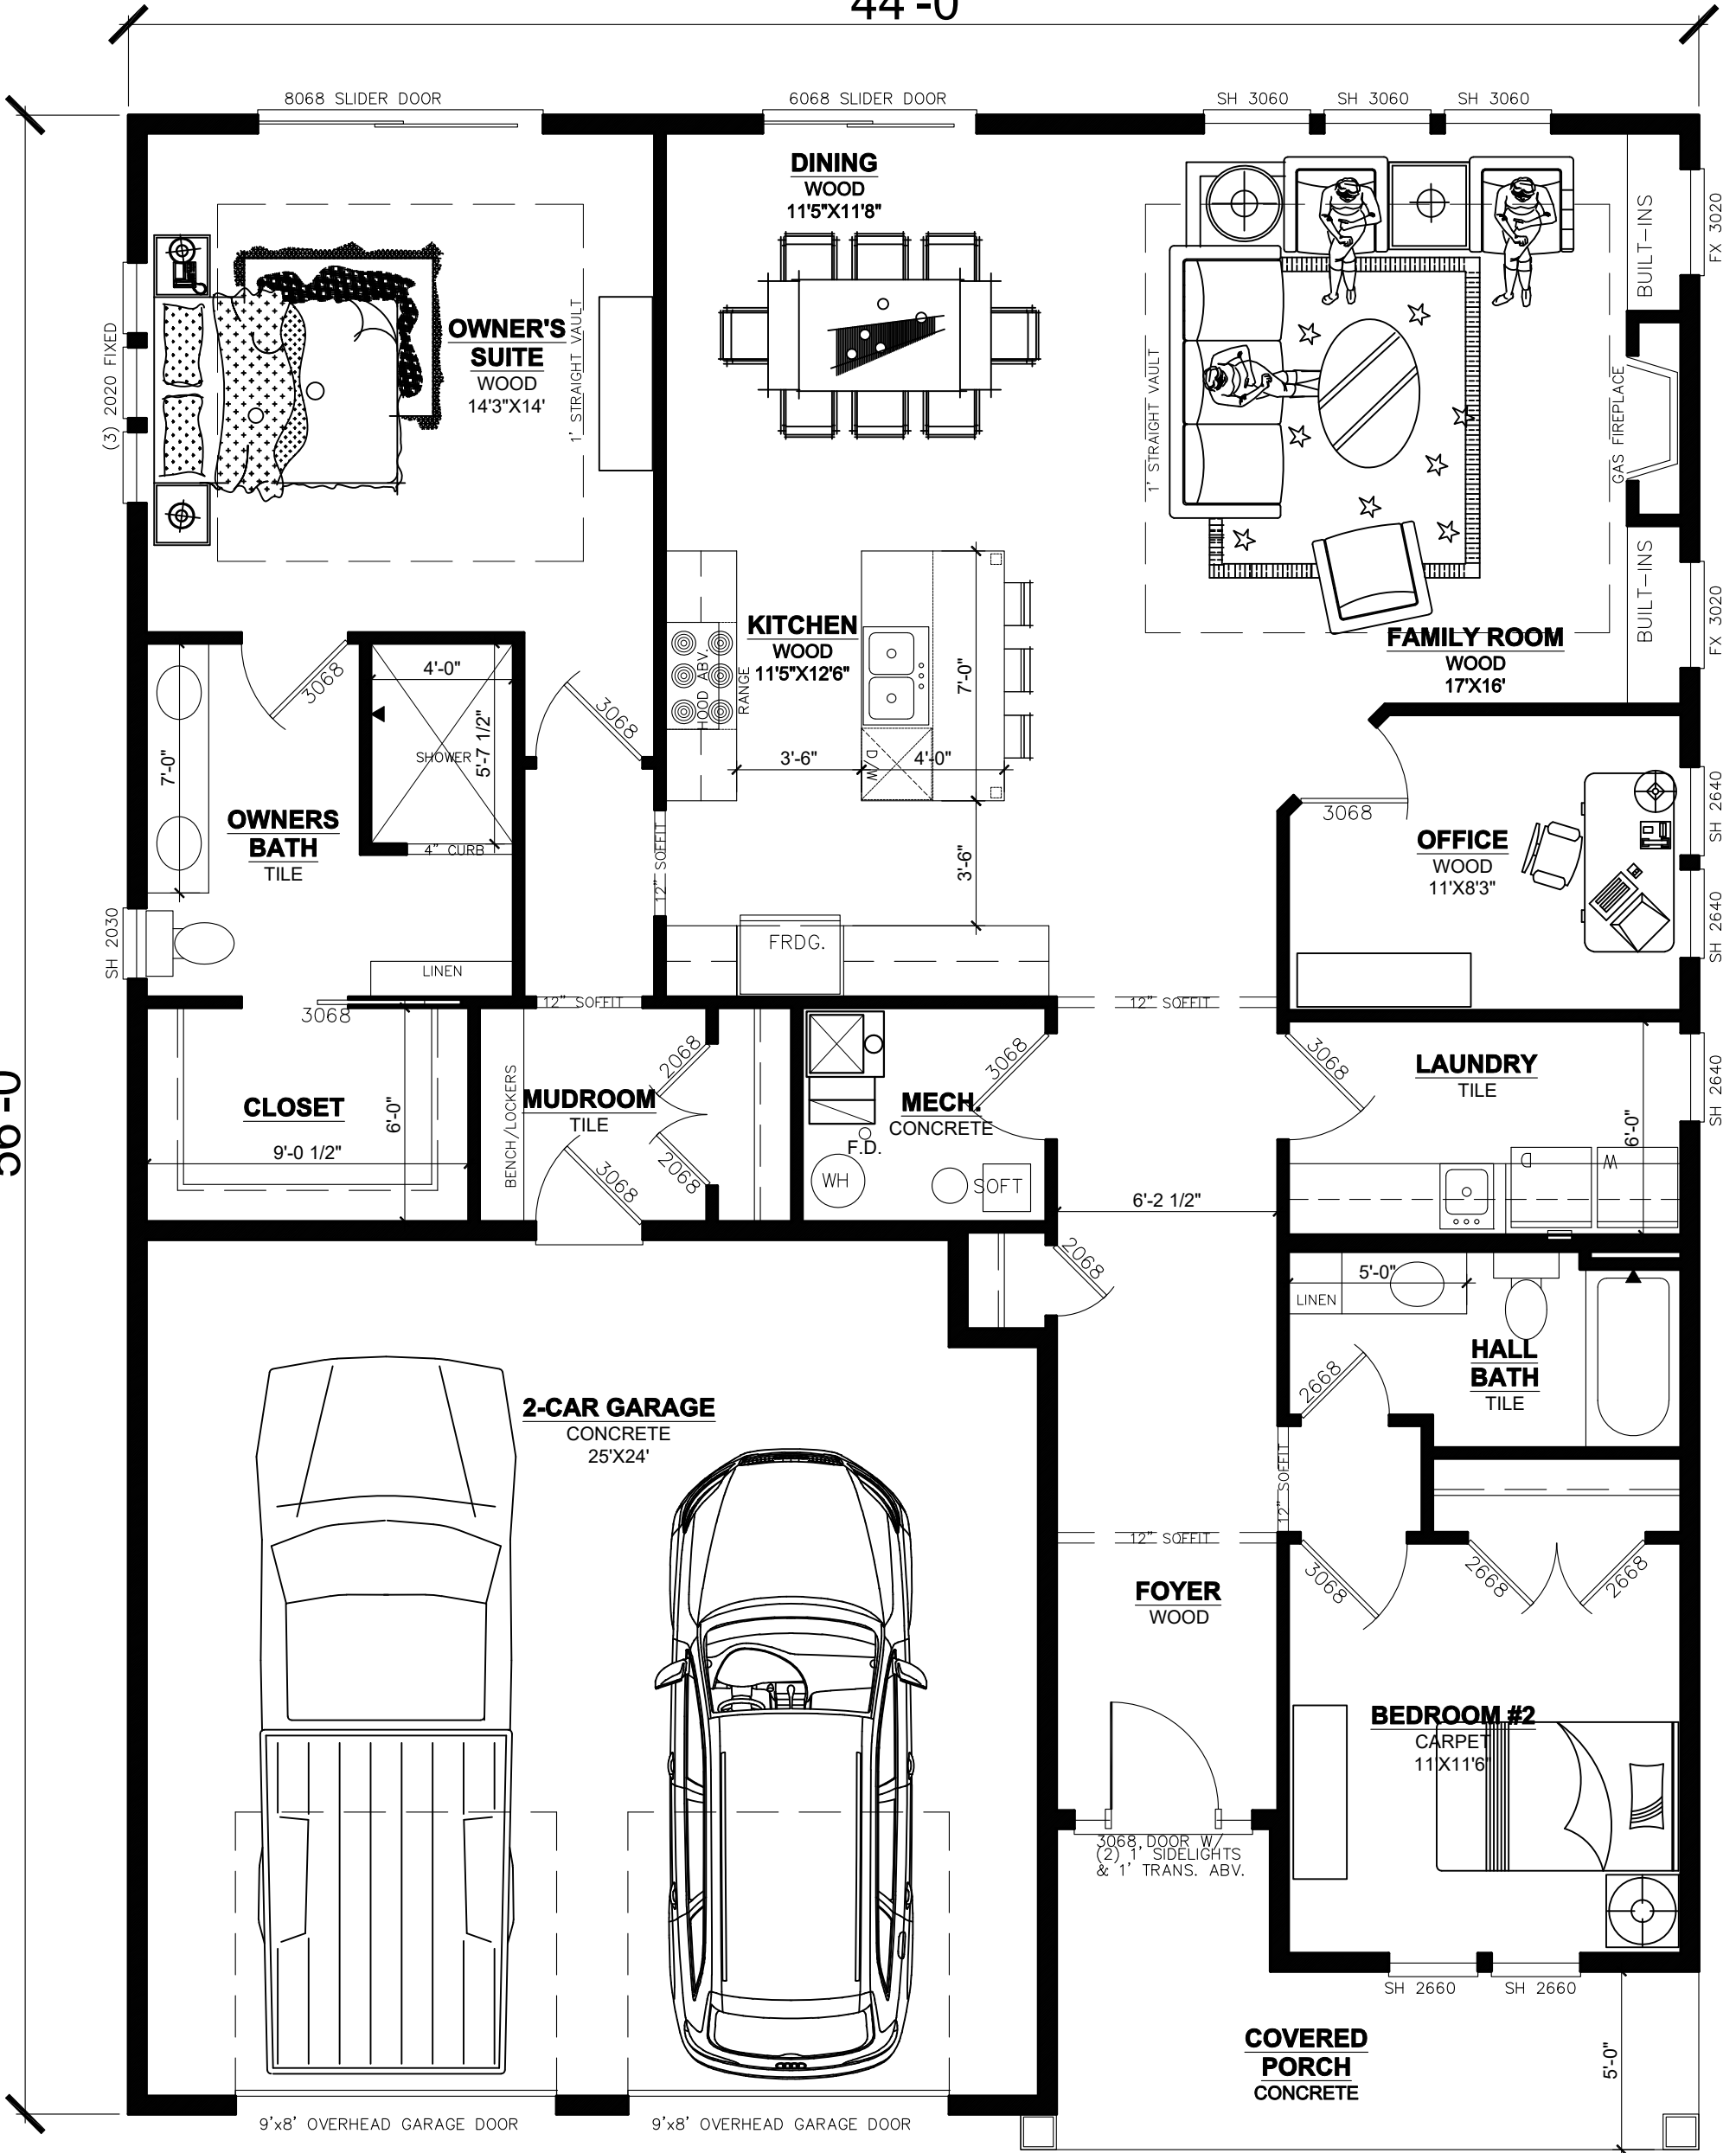 44'-0
8068 SLIDER DOOR
6068 SLIDER DOOR
SH 3060
SH 3060
SH 3060
DINING
WOOD
11'5"X11'8"
BUILT-INS
FX 3020
(3) 2020 FIXED
OWNER'S
SUITE
WOOD
14'3"X14'
1' STRAIGHT VAULT
1' STRAIGHT VAULT
GAS FIREPLACE
BUILT-INS
FX 3020
KITCHEN
WOOD
11'5"X12'6"
HOOD ABV.
RANGE
7'-0"
D/W
3'-6"
4'-0"
3'-6"
FAMILY ROOM
WOOD
17'X16'
3068
4'-0"
SHOWER
5'-7 1/2"
4" CURB
3068
7'-0"
OWNERS
BATH
TILE
SH 2030
LINEN
12" SOFFIT
FRDG.
3068
OFFICE
WOOD
11'X8'3"
SH 2640
SH 2640
3068
12" SOFFIT
12" SOFFIT
56'-0
CLOSET
6'-0"
9'-0 1/2"
BENCH/LOCKERS
MUDROOM
TILE
2068
2068
3068
MECH.
CONCRETE
3068
F.D.
WH
SOFT
3068
LAUNDRY
TILE
6'-0"
SH 2640
D
W
6'-2 1/2"
2068
5'-0"
LINEN
HALL
BATH
TILE
2668
2-CAR GARAGE
CONCRETE
25'X24'
12" SOFFIT
12" SOFFIT
FOYER
WOOD
3068
2668
2668
BEDROOM #2
CARPET
11'X11'6"
3068 DOOR W/
(2) 1' SIDELIGHTS
& 1' TRANS. ABV.
SH 2660
SH 2660
COVERED
PORCH
CONCRETE
5'-0"
9'x8' OVERHEAD GARAGE DOOR
9'x8' OVERHEAD GARAGE DOOR